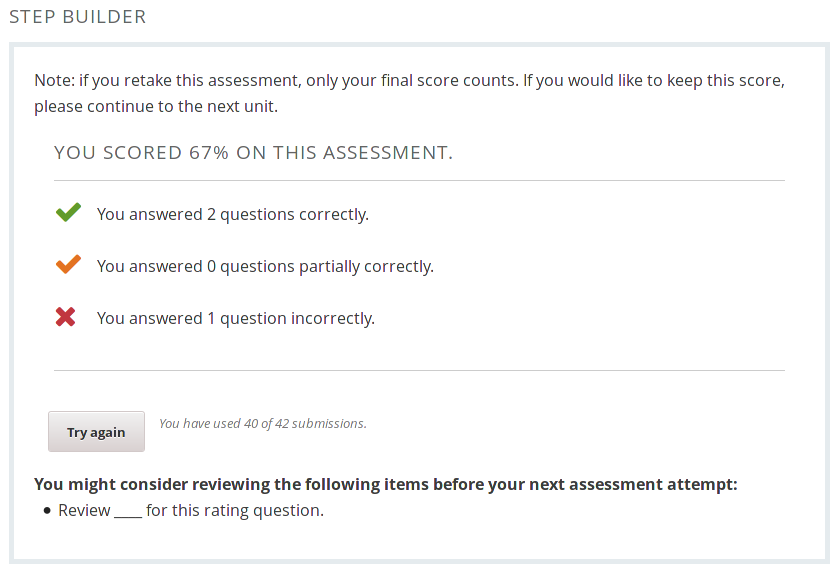 STEP BUILDER
Note: if you retake this assessment, only your final score counts. If you would like to keep this score,
please continue to the next unit.
YOU SCORED 67% ON THIS ASSESSMENT.
You answered 2 questions correctly.
You answered 0 questions partially correctly.
You answered 1 question incorrectly.
Try again
You have used 40 of 42 submissions.
You might consider reviewing the following items before your next assessment attempt:
• Review ____ for this rating question.